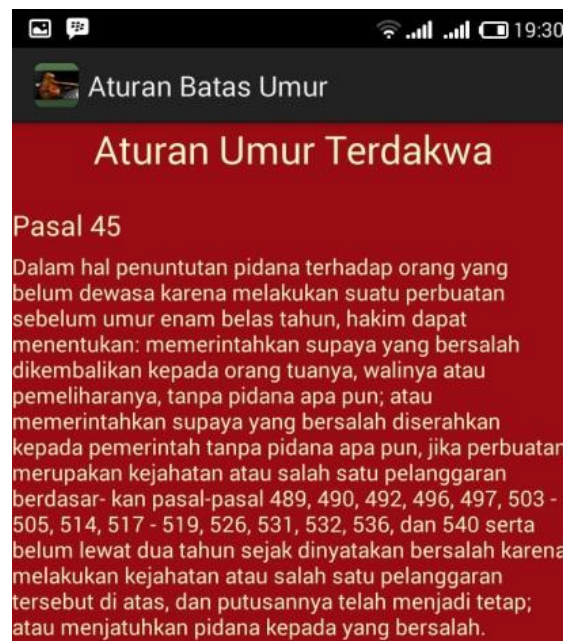 19:30
Aturan Batas Umur
Aturan Umur Terdakwa
Pasal 45
Dalam hal penuntutan pidana terhadap orang yang
belum dewasa karena melakukan suatu perbuatan
sebelum umur enam belas tahun, hakim dapat
menentukan: memerintahkan supaya yang bersalah
dikembalikan kepada orang tuanya, walinya atau
pemeliharanya, tanpa pidana apa pun; atau
memerintahkan supaya yang bersalah diserahkan
kepada pemerintah tanpa pidana apa pun, jika perbuatan
merupakan kejahatan atau salah satu pelanggaran
berdasar- kan pasal-pasal 489, 490, 492, 496, 497, 503 -
505, 514, 517 - 519, 526, 531, 532, 536, dan 540 serta
belum lewat dua tahun sejak dinyatakan bersalah karena
melakukan kejahatan atau salah satu pelanggaran
tersebut di atas, dan putusannya telah menjadi tetap;
atau menjatuhkan pidana kepada yang bersalah.